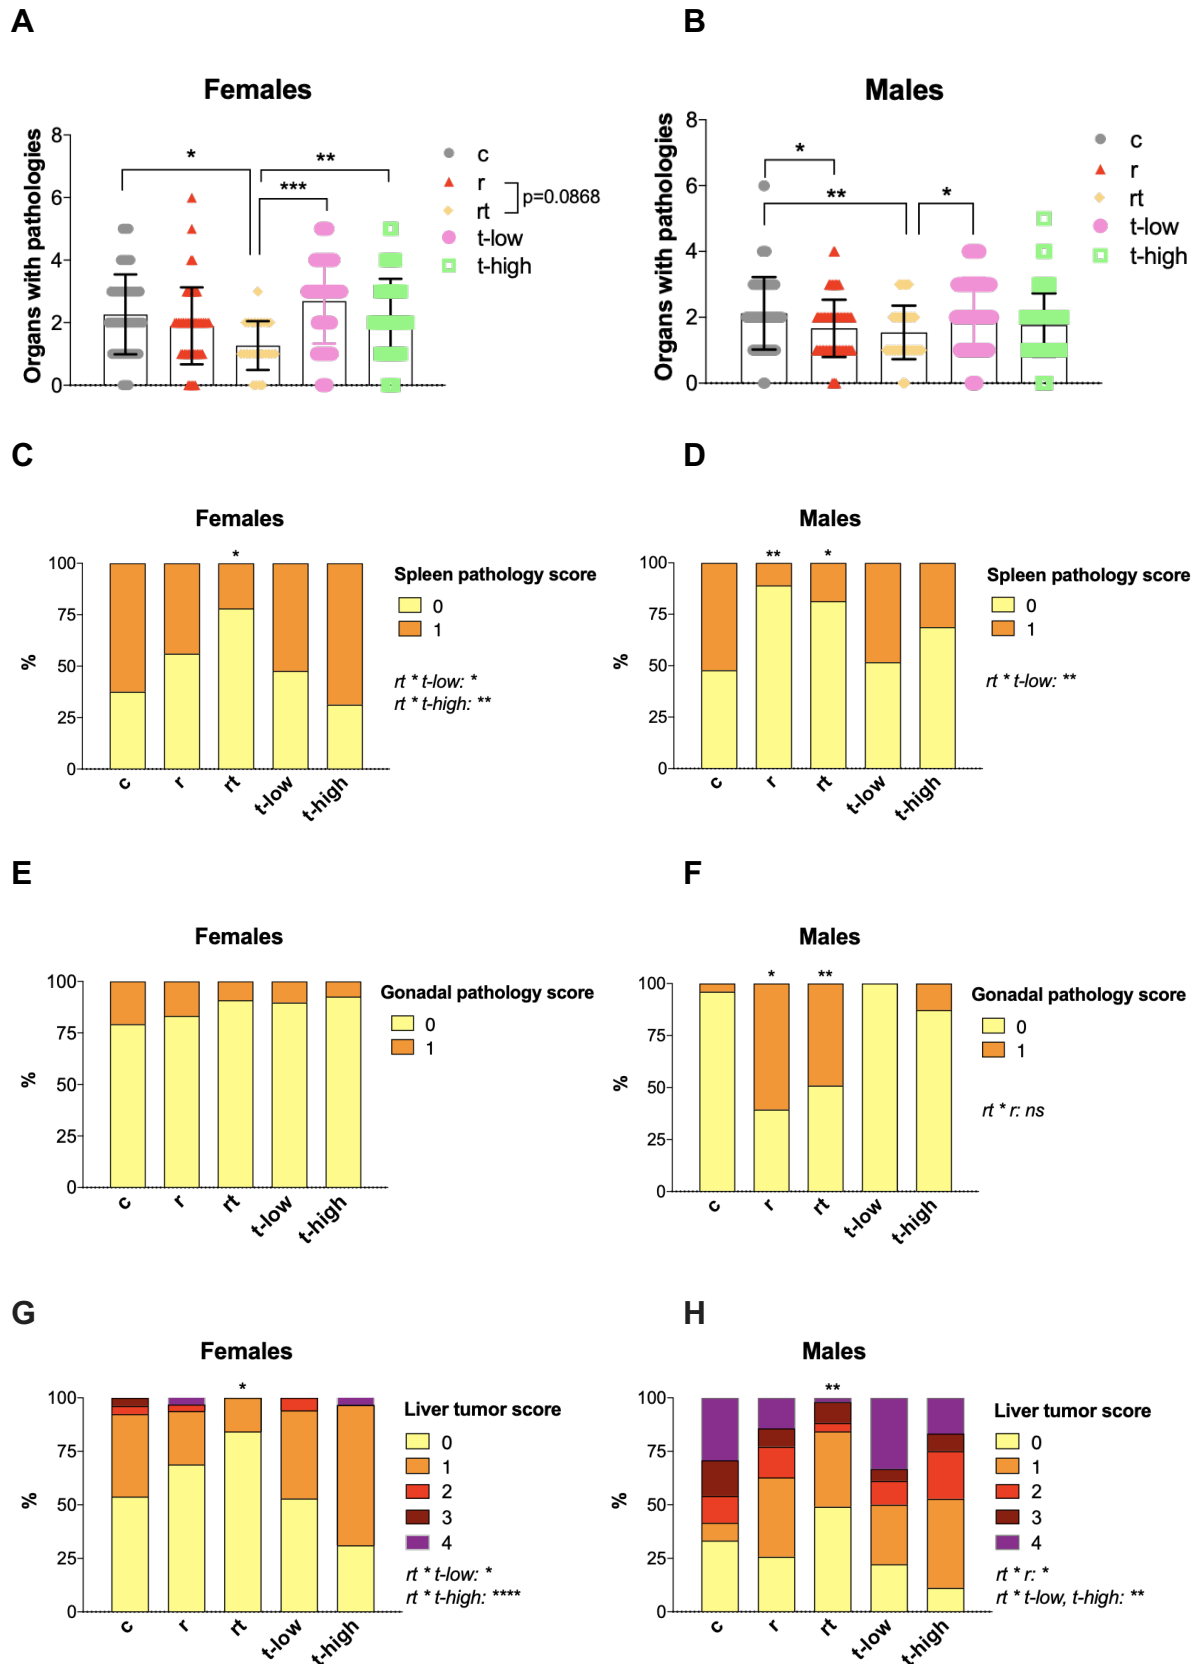 A
B
Females
Males
Organs with pathologies
8
6
4
2
0
*
**
***
c
r
rt
t-low
t-high
p=0.0868
Organs with pathologies
8
6
4
2
0
*
**
*
c
r
rt
t-low
t-high
C
D
Females
Males
%
100
75
50
25
0
*
c
r
rt
t-low
t-high
Spleen pathology score
0
1
rt * t-low: *
rt * t-high: **
%
100
75
50
25
0
**
*
c
r
rt
t-low
t-high
Spleen pathology score
0
1
rt * t-low: **
E
F
Females
Males
%
100
75
50
25
0
c
r
rt
t-low
t-high
Gonadal pathology score
0
1
%
100
75
50
25
0
*
**
c
r
rt
t-low
t-high
Gonadal pathology score
0
1
rt * r: ns
G
H
Females
Males
%
100
75
50
25
0
*
c
r
rt
t-low
t-high
Liver tumor score
0
1
2
3
4
rt * t-low: *
rt * t-high: ****
%
100
75
50
25
0
**
c
r
rt
t-low
t-high
Liver tumor score
0
1
2
3
4
rt * r: *
rt * t-low, t-high: **